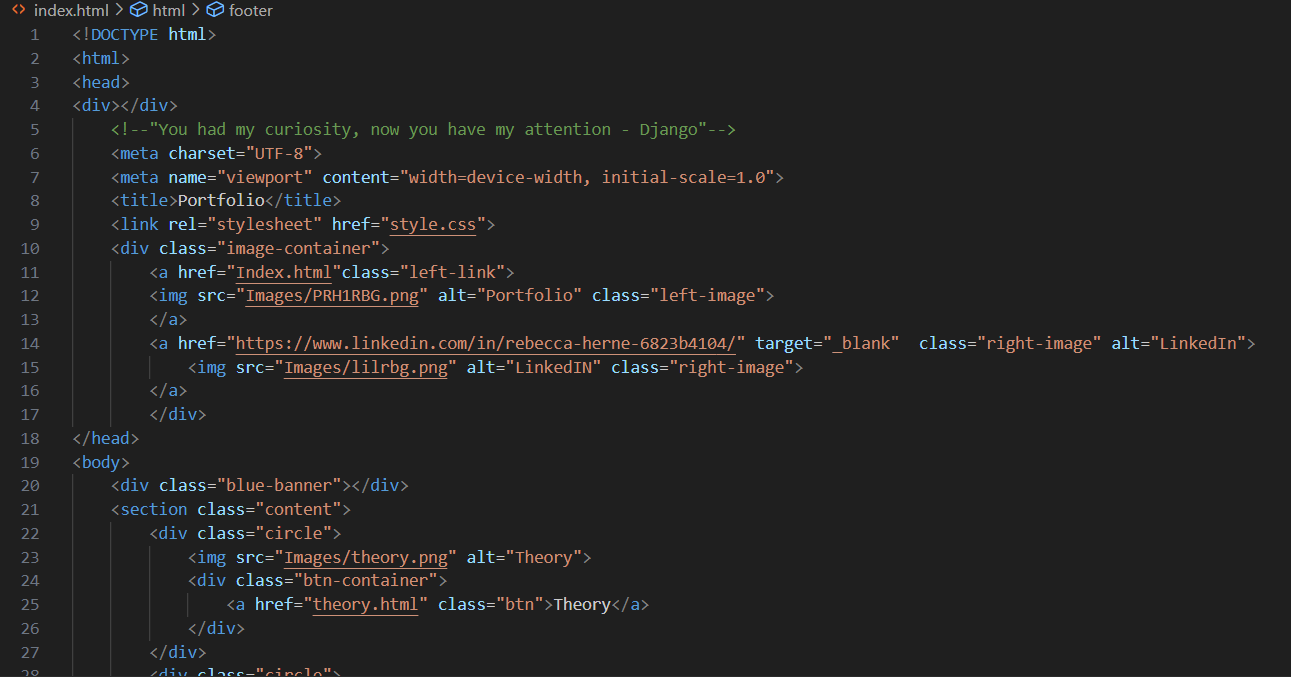 <> index.html > html > footer
1 <!DOCTYPE html>
2 <html>
3 <head>
4 <div></div>
5 <!--"You had my curiosity, now you have my attention - Django"-->
6 <meta charset="UTF-8">
7 <meta name="viewport" content="width=device-width, initial-scale=1.0">
8 <title>Portfolio</title>
9 <link rel="stylesheet" href="style.css">
10 <div class="image-container">
11 <a href="Index.html"class="left-link">
12 <img src="Images/PRH1RBG.png" alt="Portfolio" class="left-image">
13 </a>
14 <a href="https://www.linkedin.com/in/rebecca-herne-6823b4104/" target="_blank"  class="right-image" alt="LinkedIn">
15 <img src="Images/lilrbg.png" alt="LinkedIN" class="right-image">
16 </a>
17 </div>
18 </head>
19 <body>
20 <div class="blue-banner"></div>
21 <section class="content">
22 <div class="circle">
23 <img src="Images/theory.png" alt="Theory">
24 <div class="btn-container">
25 <a href="theory.html" class="btn">Theory</a>
26 </div>
27 </div>
28 <div class="circle">